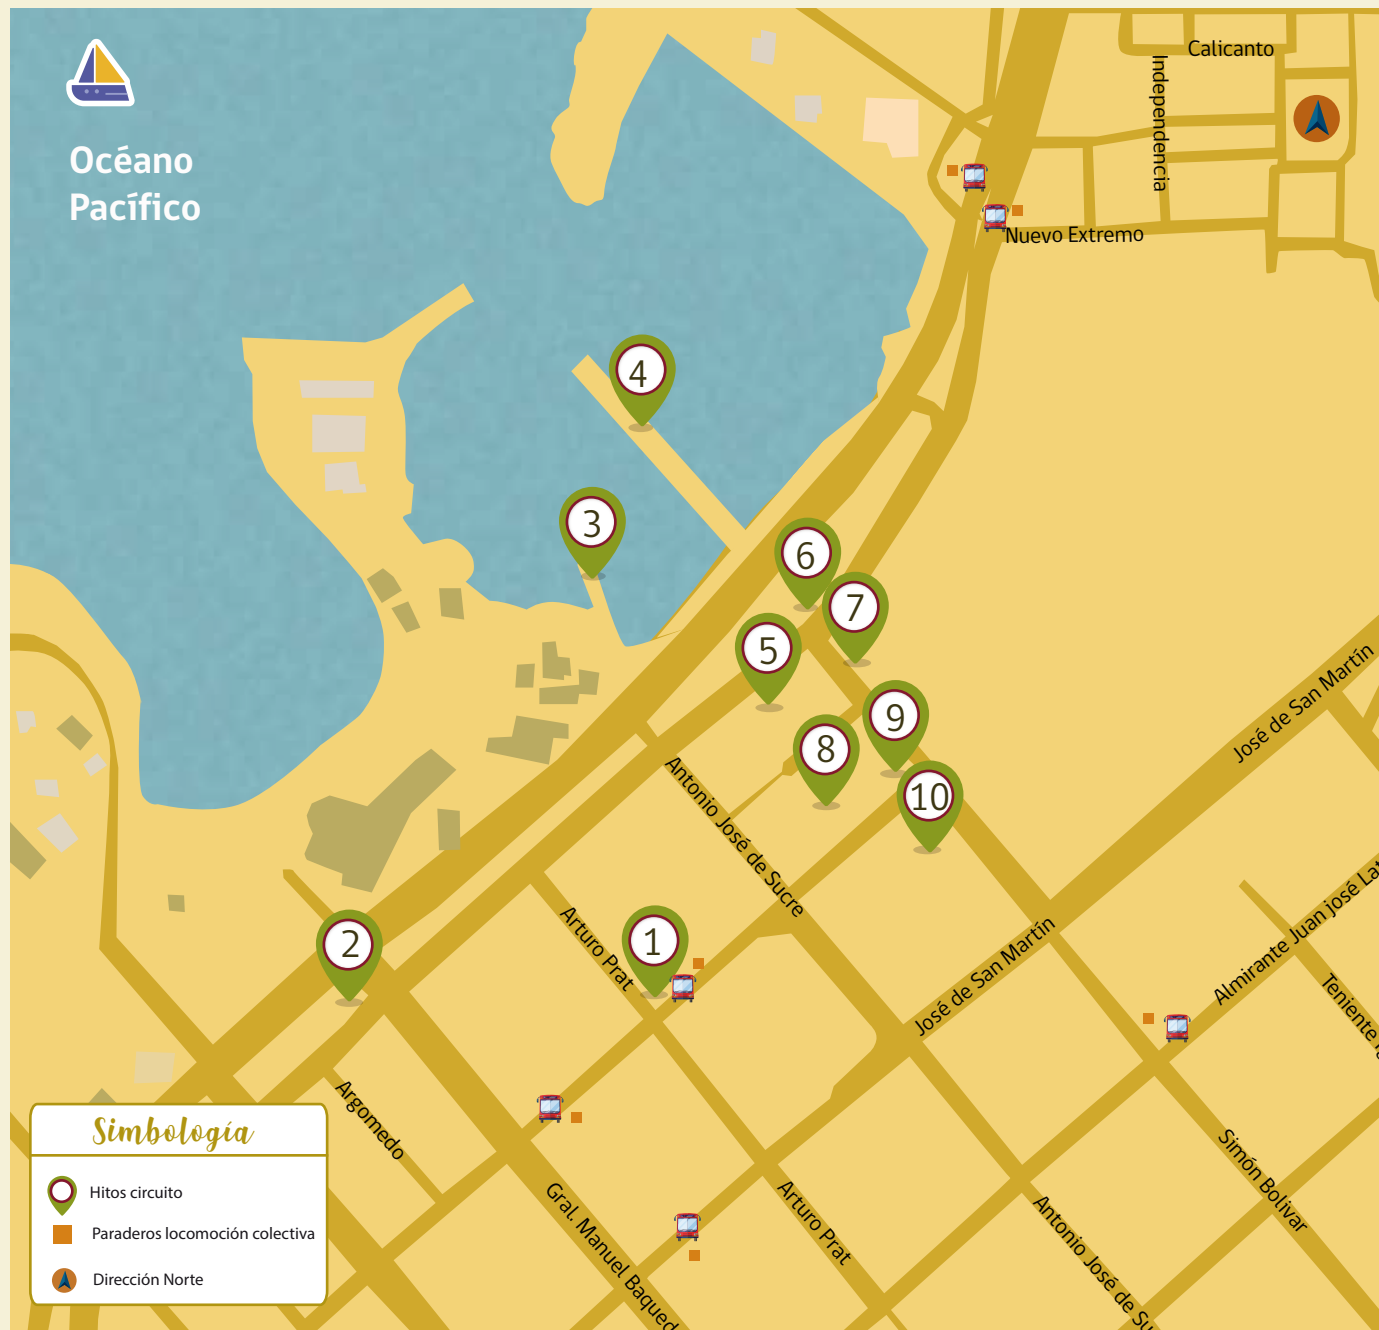 Océano
Pacífico
Calicanto
Independencia
Nuevo Extremo
4
3
6
7
5
José de San Martín
9
8
10
Antonio José de Sucre
2
1
Arturo Prat
José de San Martín
Almirante Juan josé Lat
Teniente
Argomedo
Simón Bolivar
Gral. Manuel Baqued
Arturo Prat
Antonio José de Su
Simbología
Hitos circuito
Paraderos locomoción colectiva
Dirección Norte